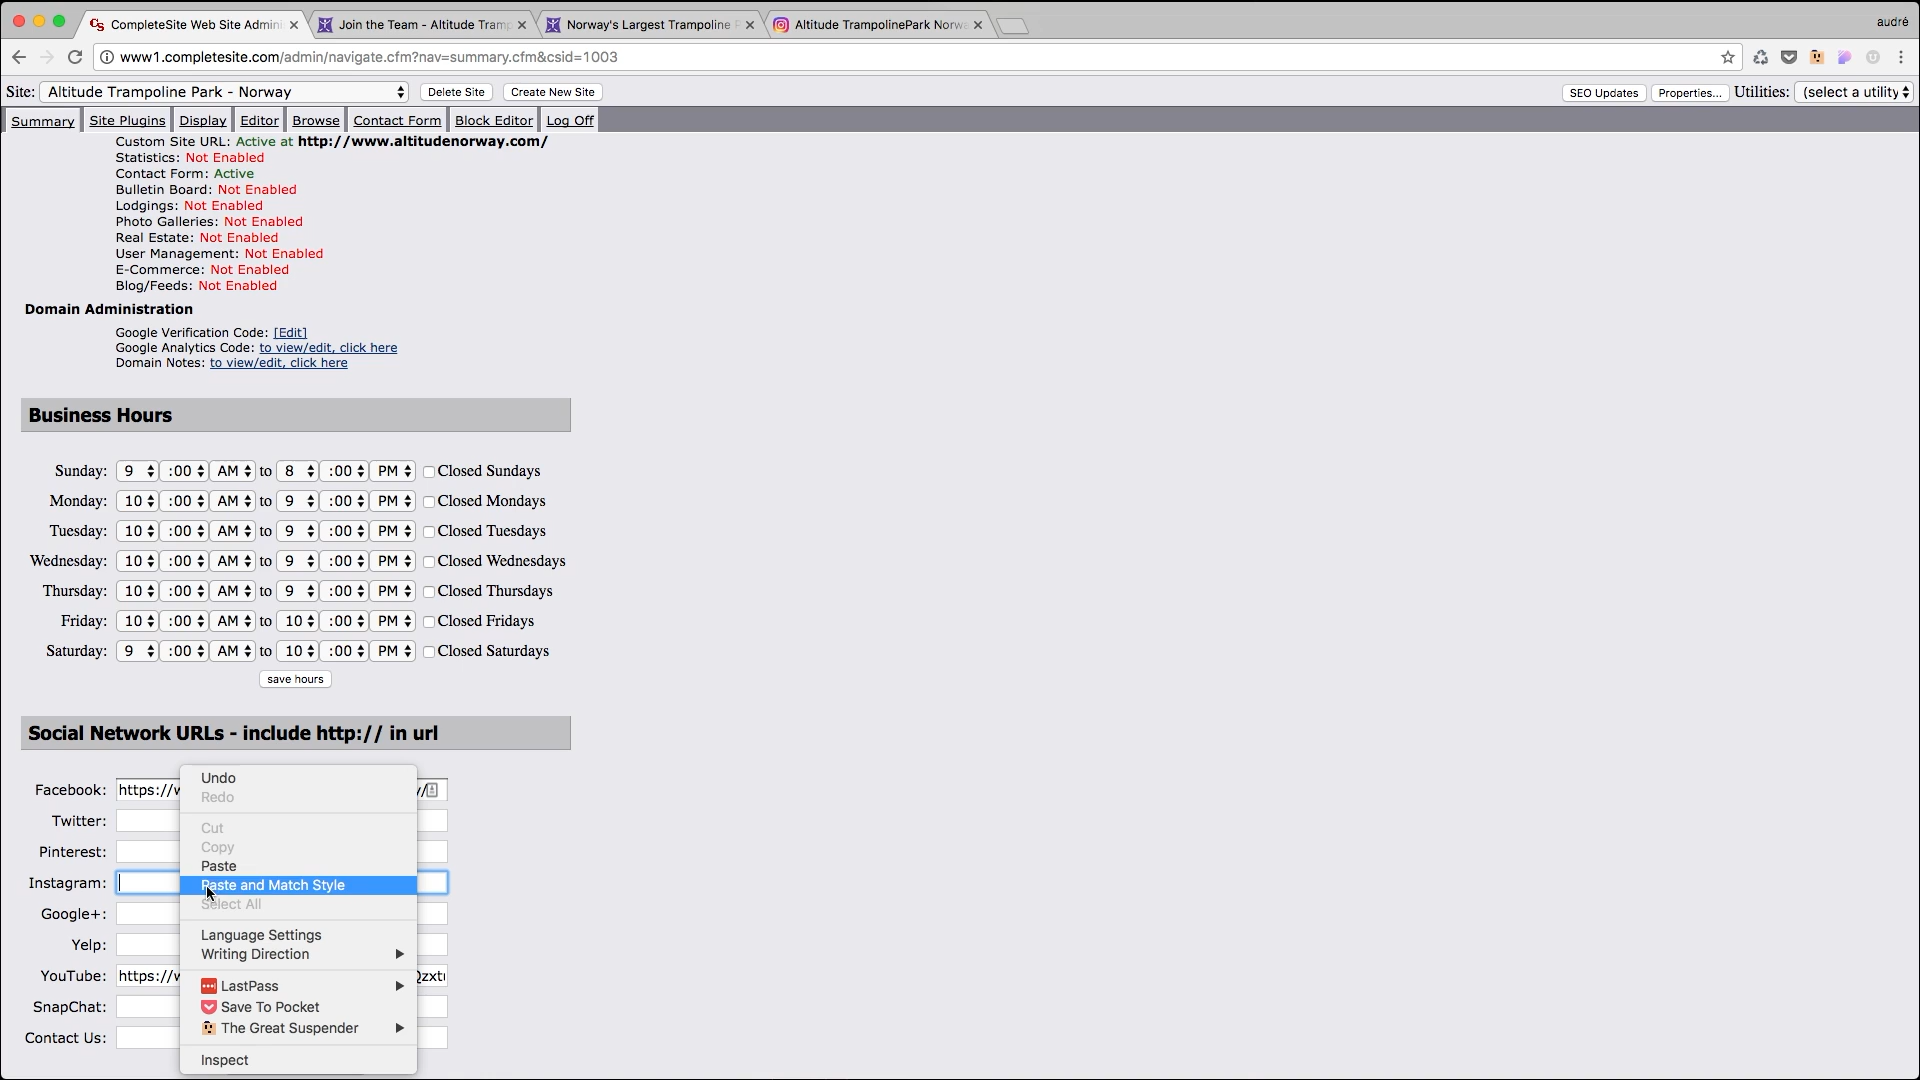 CompleteSite Web Site Admin
Join the Team - Altitude Tramp
Norway's Largest Trampoline P
Altitude TrampolinePark Norwa
audré
www1.completesite.com/admin/navigate.cfm?nav=summary.cfm&csid=1003
Site: Altitude Trampoline Park - Norway Delete Site Create New Site SEO Updates Properties... Utilities: (select a utility
Summary Site Plugins Display Editor Browse Contact Form Block Editor Log Off
Custom Site URL: Active at http://www.altitudenorway.com/
Statistics: Not Enabled
Contact Form: Active
Bulletin Board: Not Enabled
Lodgings: Not Enabled
Photo Galleries: Not Enabled
Real Estate: Not Enabled
User Management: Not Enabled
E-Commerce: Not Enabled
Blog/Feeds: Not Enabled
Domain Administration
Google Verification Code: [Edit]
Google Analytics Code: to view/edit, click here
Domain Notes: to view/edit, click here
Business Hours
Sunday: 9 :00 AM to 8 :00 PM Closed Sundays
Monday: 10 :00 AM to 9 :00 PM Closed Mondays
Tuesday: 10 :00 AM to 9 :00 PM Closed Tuesdays
Wednesday: 10 :00 AM to 9 :00 PM Closed Wednesdays
Thursday: 10 :00 AM to 9 :00 PM Closed Thursdays
Friday: 10 :00 AM to 10 :00 PM Closed Fridays
Saturday: 9 :00 AM to 10 :00 PM Closed Saturdays
save hours
Social Network URLs - include http:// in url
Facebook: https://w y/
Twitter:
Pinterest:
Instagram:
Google+:
Yelp:
YouTube: https://w Qzxt
SnapChat:
Contact Us:
Undo
Redo
Cut
Copy
Paste
Paste and Match Style
Select All
Language Settings
Writing Direction
LastPass
Save To Pocket
The Great Suspender
Inspect